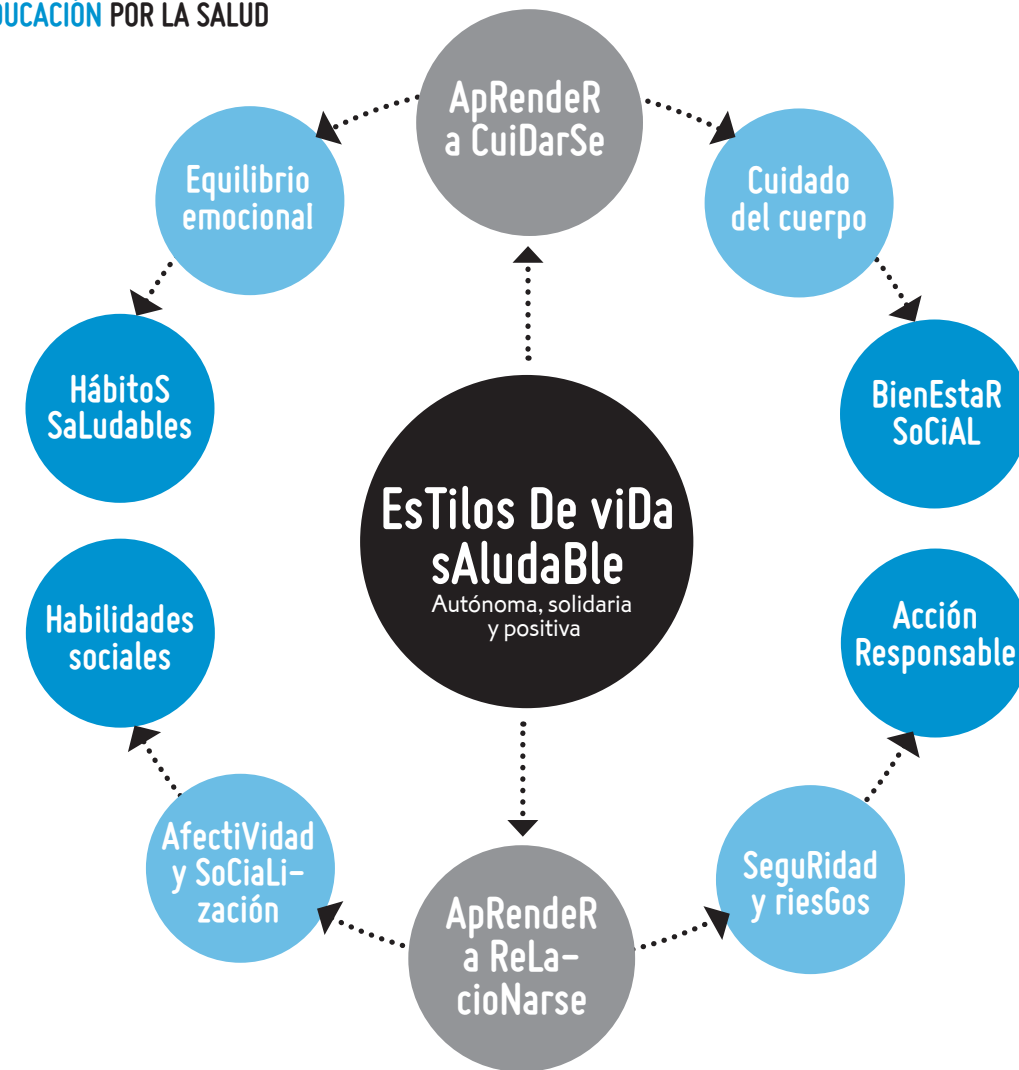 DUCACIÓN POR LA SALUD
ApRendeR
a CuiDarSe
Equilibrio
emocional
Cuidado
del cuerpo
HábitoS
SaLudables
BienEstaR
SoCiAL
EsTilos De viDa
sAludaBle
Autónoma, solidaria
y positiva
Habilidades
sociales
Acción
Responsable
AfectiVidad
y SoCiaLi-
zación
SeguRidad
y riesGos
ApRendeR
a ReLa-
cioNarse